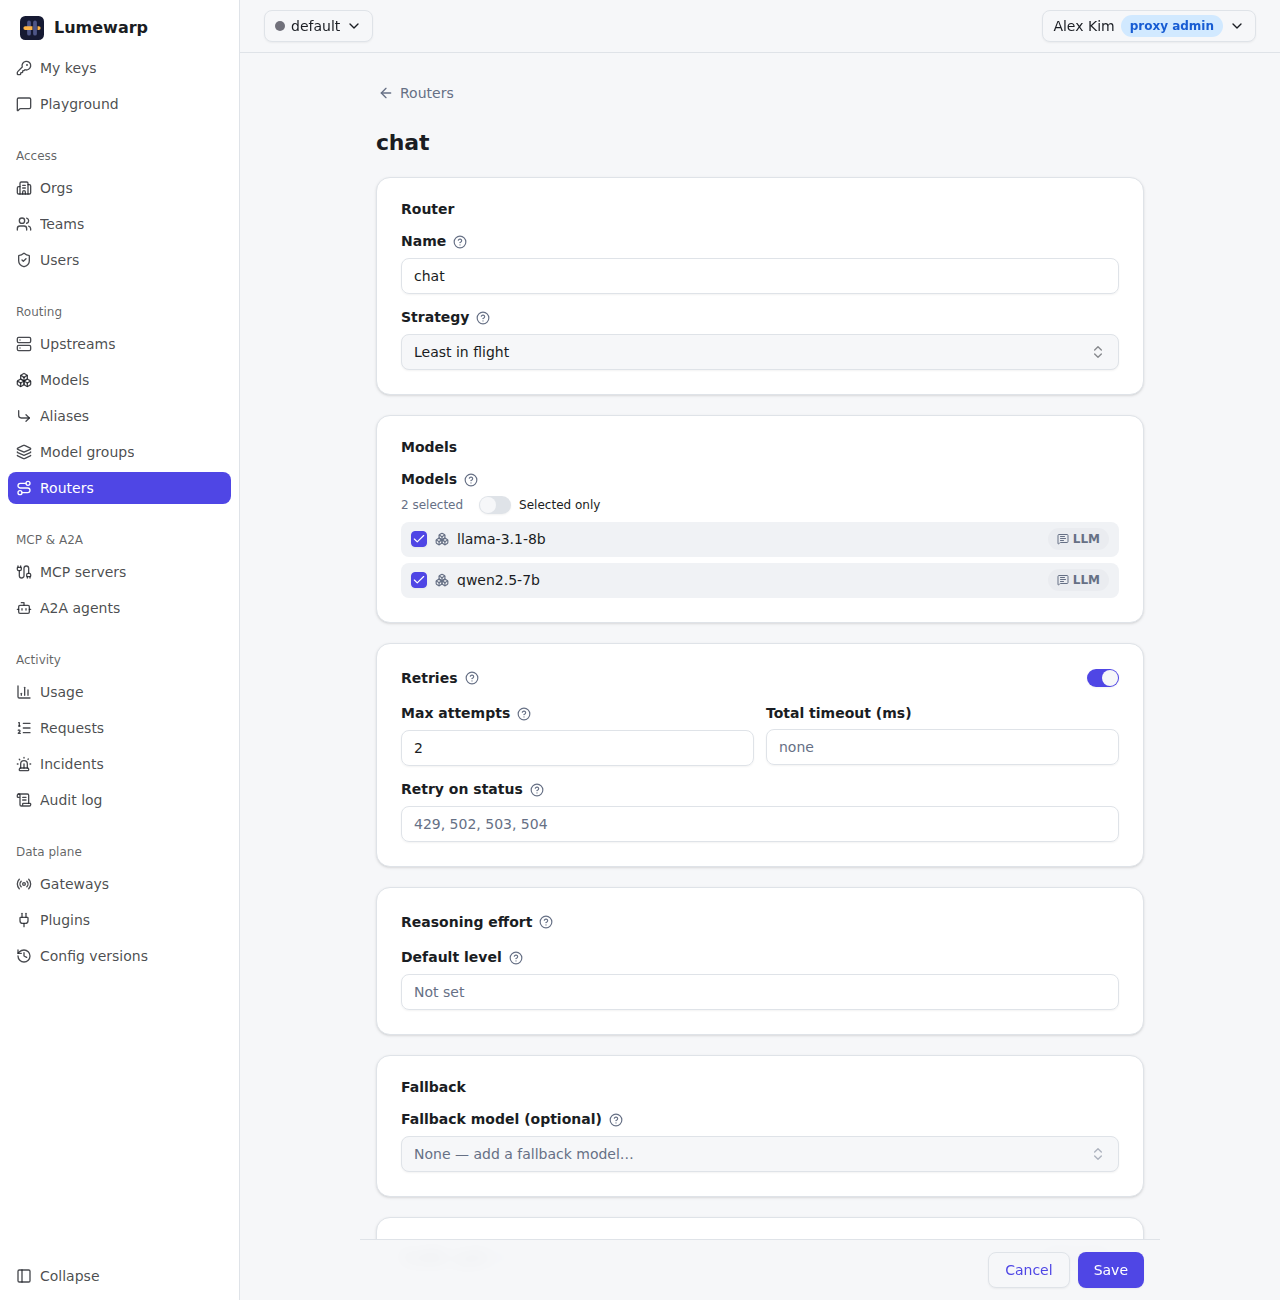 Lumewarp
default
Alex Kim
proxy admin
My keys
Playground
Access
Orgs
Teams
Users
Routing
Upstreams
Models
Aliases
Model groups
Routers
MCP & A2A
MCP servers
A2A agents
Activity
Usage
Requests
Incidents
Audit log
Data plane
Gateways
Plugins
Config versions
Collapse
Routers
chat
Router
Name
chat
Strategy
Least in flight
Models
Models
2 selected
Selected only
llama-3.1-8b
LLM
qwen2.5-7b
LLM
Retries
Max attempts
Total timeout (ms)
2
none
Retry on status
429, 502, 503, 504
Reasoning effort
Default level
Not set
Fallback
Fallback model (optional)
None — add a fallback model...
Cancel
Save